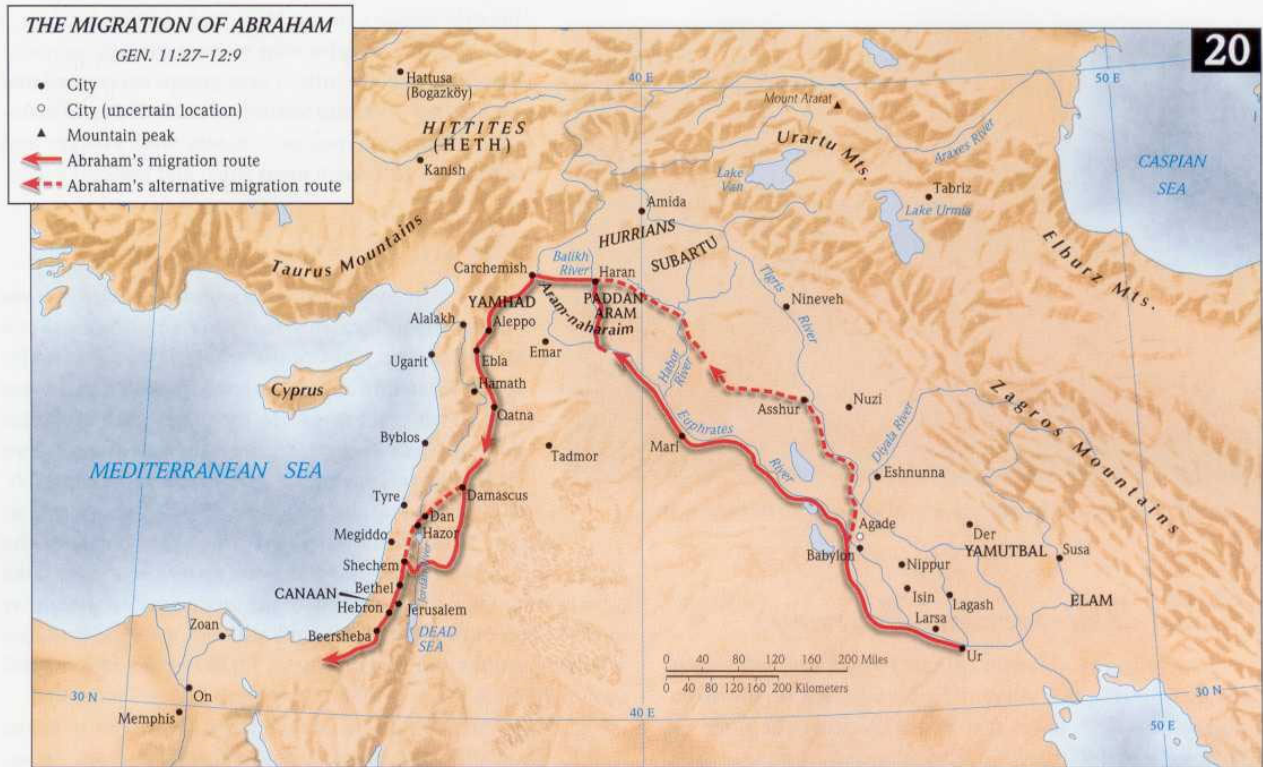 THE MIGRATION OF ABRAHAM
GEN. 11:27–12:9
City
City (uncertain location)
Mountain peak
Abraham's migration route
Abraham's alternative migration route
20
Hattusa
(Bogazköy)
40 E
50 E
Mount Ararat
HITTITES
(HETH)
Urartu Mts.
Araxes River
Kanish
CASPIAN
SEA
Lake
Van
Tabriz
Lake Urmia
Amida
HURRIANS
SUBARTU
Elburz Mts.
Taurus Mountains
Balikh
River
Carchemish
Haran
Tigris
River
Nineveh
YAMHAD
PADDAN
ARAM
Aram-naharaim
Alalakh
Aleppo
Emar
Ugarit
Ebla
Habor
River
Cyprus
Hamath
Qatna
Asshur
Nuzi
Zagros Mountains
Byblos
Tadmor
Mari
Euphrates
River
Diyala River
Eshnunna
MEDITERRANEAN SEA
Tyre
Damascus
Dan
Hazor
Megiddo
Agade
Der
Babylon
YAMUTBAL
Susa
Shechem
Jordan River
Nippur
Bethel
CANAAN
Isin
Lagash
ELAM
Hebron
Jerusalem
Zoan
Larsa
Beersheba
DEAD
SEA
Ur
0 40 80 120 160 200 Miles
0 40 80 120 160 200 Kilometers
30 N
On
30 N
Memphis
40 E
50 E